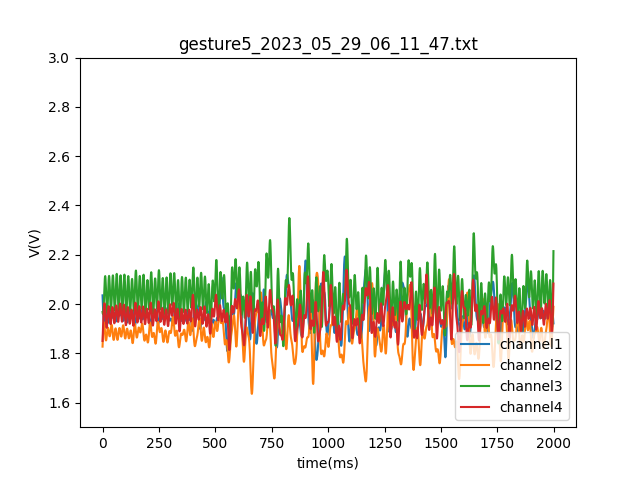 gesture5_2023_05_29_06_11_47.txt
3.0
2.8
2.6
2.4
2.2
2.0
1.8
1.6
V(V)
channel1
channel2
channel3
channel4
0 250 500 750 1000 1250 1500 1750 2000
time(ms)